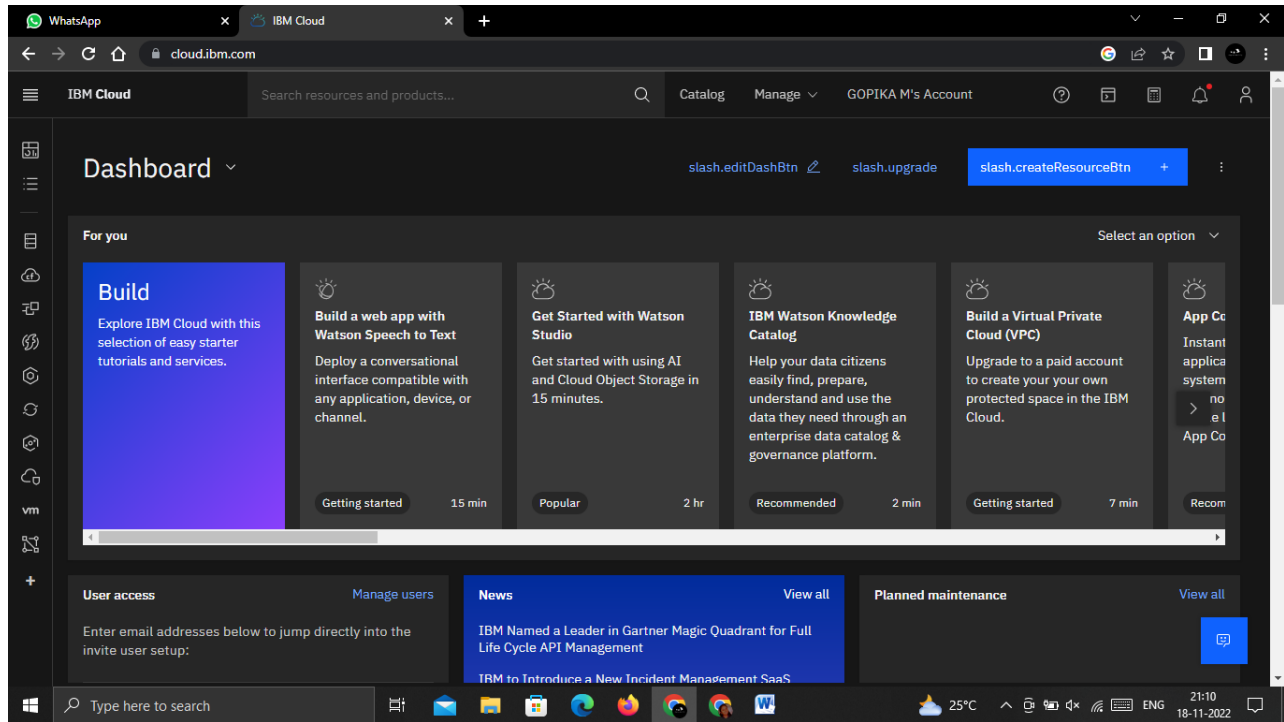 WhatsApp
IBM Cloud
cloud.ibm.com
IBM Cloud
Search resources and products...
Catalog
Manage
GOPIKA M's Account
Dashboard
slash.editDashBtn
slash.upgrade
slash.createResourceBtn +
For you
Select an option
Build
Explore IBM Cloud with this
selection of easy starter
tutorials and services.
Build a web app with
Watson Speech to Text
Deploy a conversational
interface compatible with
any application, device, or
channel.
Getting started
15 min
Get Started with Watson
Studio
Get started with using AI
and Cloud Object Storage in
15 minutes.
Popular
2 hr
IBM Watson Knowledge
Catalog
Help your data citizens
easily find, prepare,
understand and use the
data they need through an
enterprise data catalog &
governance platform.
Recommended
2 min
Build a Virtual Private
Cloud (VPC)
Upgrade to a paid account
to create your your own
protected space in the IBM
Cloud.
Getting started
7 min
App Co
Instant
applica
system
no
e l
App Co
Recom
vm
User access
Manage users
Enter email addresses below to jump directly into the
invite user setup:
News
View all
IBM Named a Leader in Gartner Magic Quadrant for Full
Life Cycle API Management
IBM to Introduce a New Incident Management SaaS
Planned maintenance
View all
Type here to search
25°C
ENG
21:10
18-11-2022